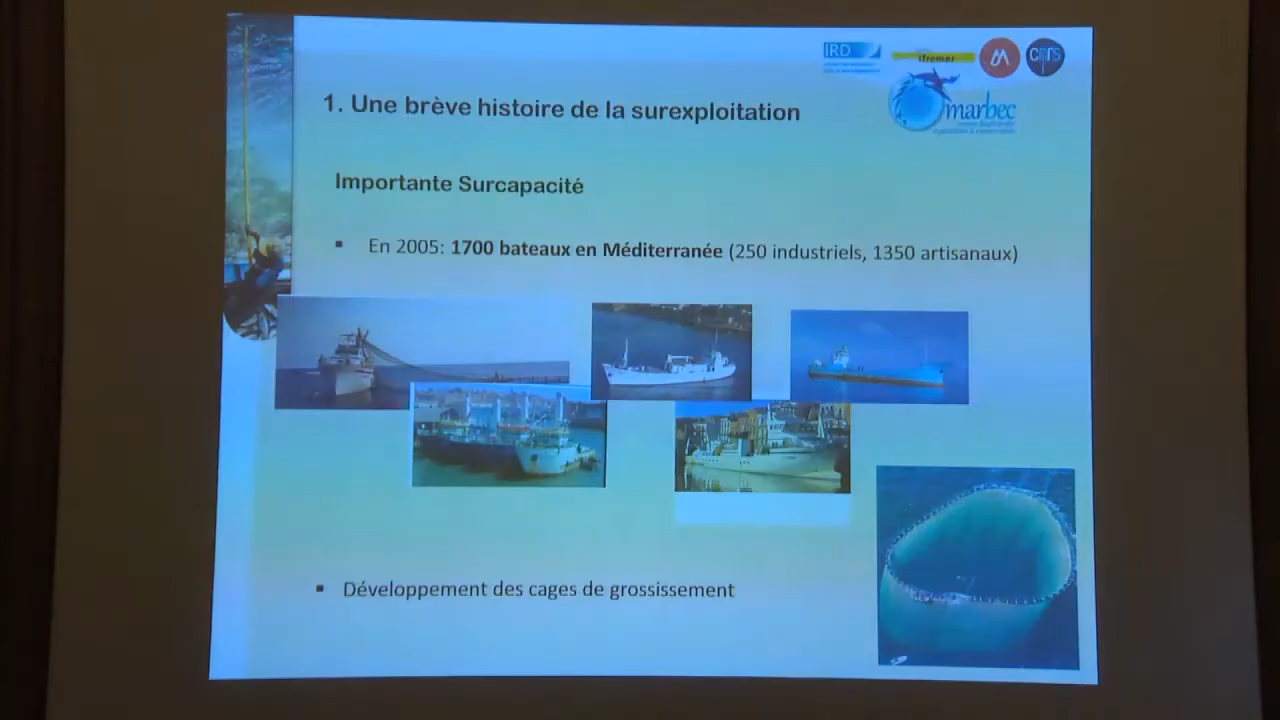 IRD
ifremer
CNRS
marbec
1. Une brève histoire de la surexploitation
Importante Surcapacité
▪ En 2005: 1700 bateaux en Méditerranée (250 industriels, 1350 artisanaux)
▪ Développement des cages de grossissement